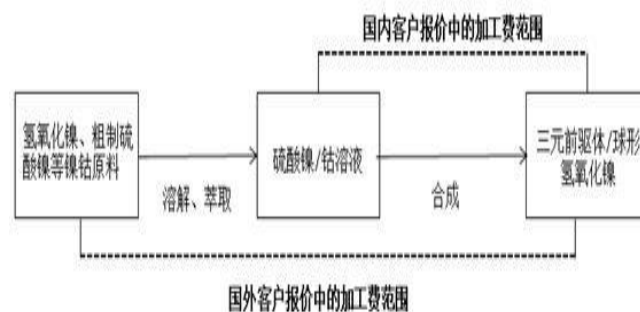 国内客户报价中的加工费范围
氢氧化镍、粗制硫
酸镍等镍钴原料
溶解、萃取
硫酸镍/钴溶液
合成
三元前驱体/球形
氢氧化镍
国外客户报价中的加工费范围